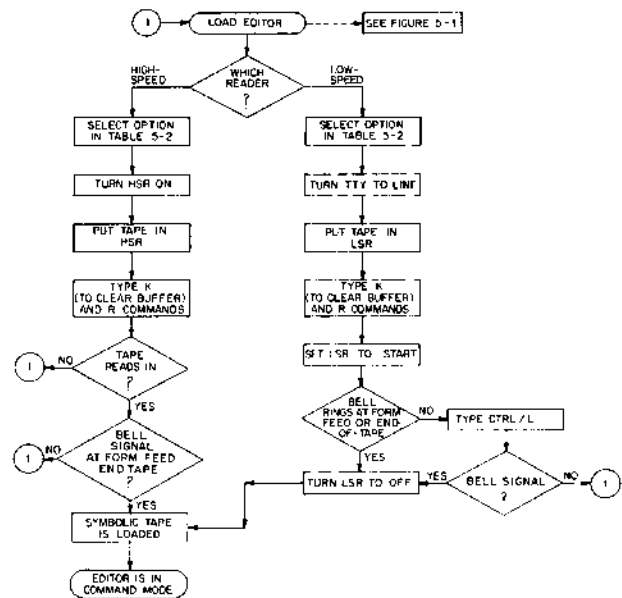 1
LOAD EDITOR
SEE FIGURE 5-1
HIGH-
SPEED
WHICH
READER
?
LOW-
SPEED
SELECT OPTION
IN TABLE 5-2
SELECT OPTION
IN TABLE 5-2
TURN HSR ON
TURN TTY TO LINE
PUT TAPE IN
HSR
PUT TAPE IN
LSR
TYPE K
(TO CLEAR BUFFER)
AND R COMMANDS
TYPE K
(TO CLEAR BUFFER)
AND R COMMANDS
SET LSR TO START
1
NO
TAPE
READS IN
?
YES
BELL
RINGS AT FORM
FEED OR END-
OF-TAPE
NO
TYPE CTRL/L
YES
1
NO
BELL
SIGNAL
AT FORM FEED
END TAPE
?
YES
TURN LSR TO OFF
YES
BELL SIGNAL
?
NO
1
SYMBOLIC TAPE
IS LOADED
EDITOR IS IN
COMMAND MODE